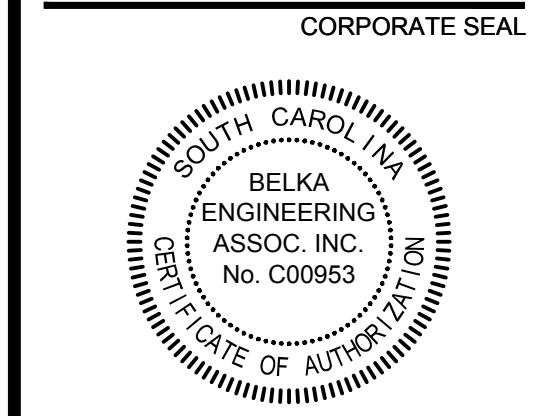 CORPORATE SEAL
SOUTH CAROLINA
BELKA
ENGINEERING
ASSOC. INC.
No. C00953
CERTIFICATE OF AUTHORIZATION